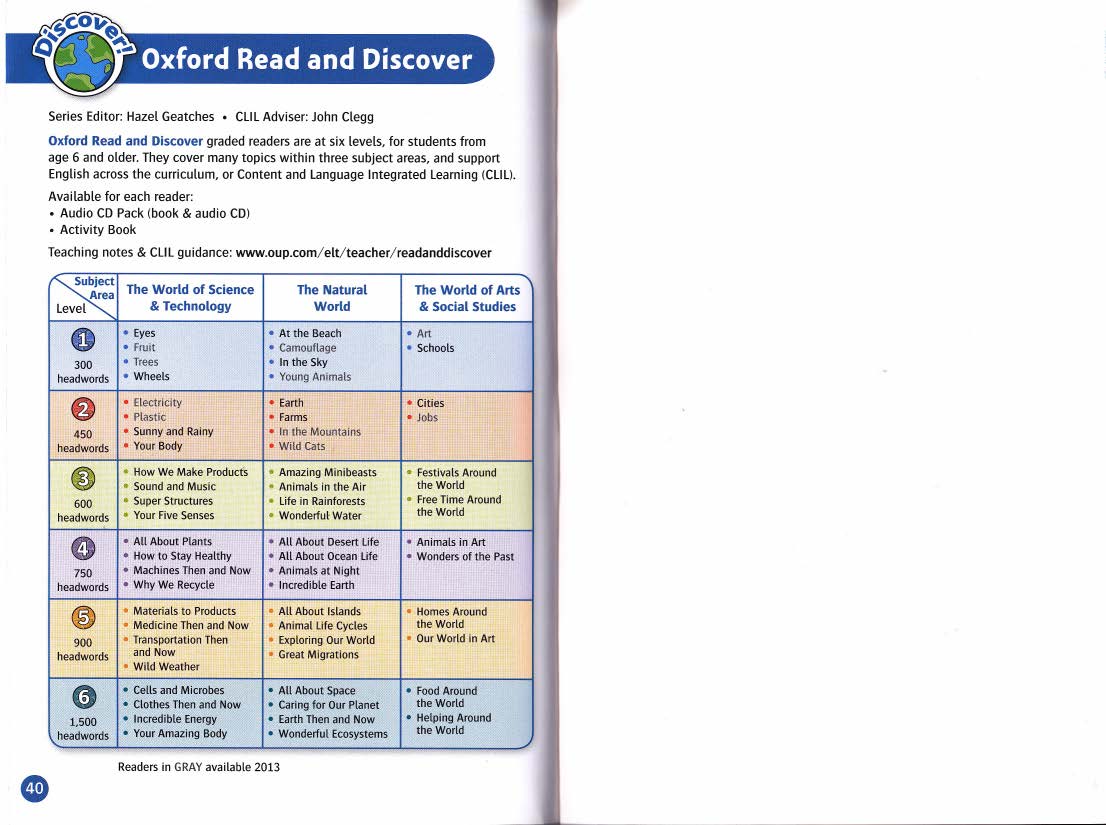 Discover!
Oxford Read and Discover
Series Editor: Hazel Geatches • CLIL Adviser: John Clegg
Oxford Read and Discover graded readers are at six levels, for students from
age 6 and older. They cover many topics within three subject areas, and support
English across the curriculum, or Content and Language Integrated Learning (CLIL).
Available for each reader:
• Audio CD Pack (book & audio CD)
• Activity Book
Teaching notes & CLIL guidance: www.oup.com/elt/teacher/readanddiscover
Subject
Area
Level
The World of Science
& Technology
The Natural
World
The World of Arts
& Social Studies
1
300
headwords
• Eyes
• Fruit
• Trees
• Wheels
• At the Beach
• Camouflage
• In the Sky
• Young Animals
• Art
• Schools
2
450
headwords
• Electricity
• Plastic
• Sunny and Rainy
• Your Body
• Earth
• Farms
• In the Mountains
• Wild Cats
• Cities
• Jobs
3
600
headwords
• How We Make Products
• Sound and Music
• Super Structures
• Your Five Senses
• Amazing Minibeasts
• Animals in the Air
• Life in Rainforests
• Wonderful Water
• Festivals Around
the World
• Free Time Around
the World
4
750
headwords
• All About Plants
• How to Stay Healthy
• Machines Then and Now
• Why We Recycle
• All About Desert Life
• All About Ocean Life
• Animals at Night
• Incredible Earth
• Animals in Art
• Wonders of the Past
5
900
headwords
• Materials to Products
• Medicine Then and Now
• Transportation Then
and Now
• Wild Weather
• All About Islands
• Animal Life Cycles
• Exploring Our World
• Great Migrations
• Homes Around
the World
• Our World in Art
6
1,500
headwords
• Cells and Microbes
• Clothes Then and Now
• Incredible Energy
• Your Amazing Body
• All About Space
• Caring for Our Planet
• Earth Then and Now
• Wonderful Ecosystems
• Food Around
the World
• Helping Around
the World
Readers in GRAY available 2013
40